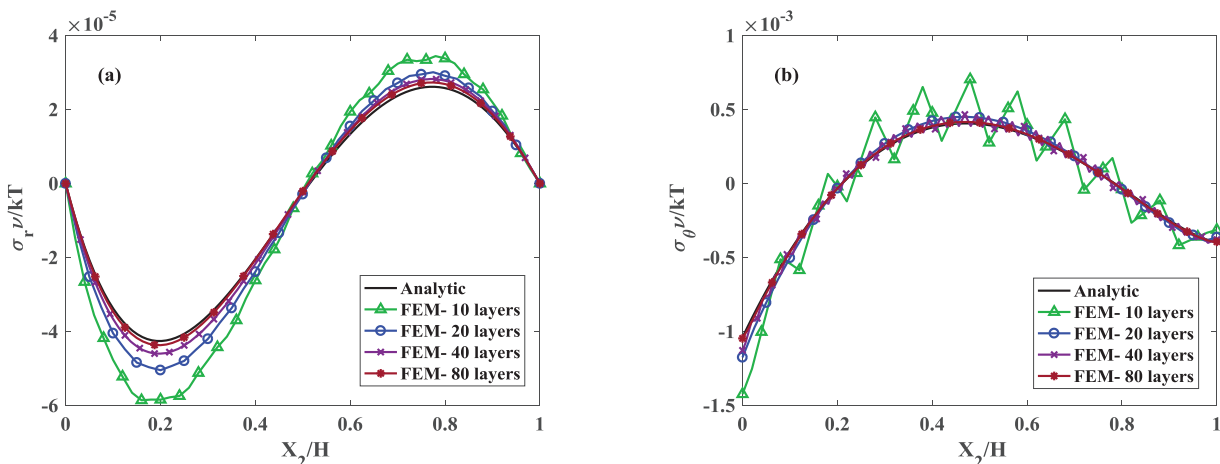 ×10⁻⁵
(a)
4
2
0
-2
-4
-6
σ_r ν/kT
0
0.2
0.4
0.6
0.8
1
X₂/H
Analytic
FEM- 10 layers
FEM- 20 layers
FEM- 40 layers
FEM- 80 layers
×10⁻³
(b)
1
0.5
0
-0.5
-1
-1.5
σ_θ ν/kT
0
0.2
0.4
0.6
0.8
1
X₂/H
Analytic
FEM- 10 layers
FEM- 20 layers
FEM- 40 layers
FEM- 80 layers